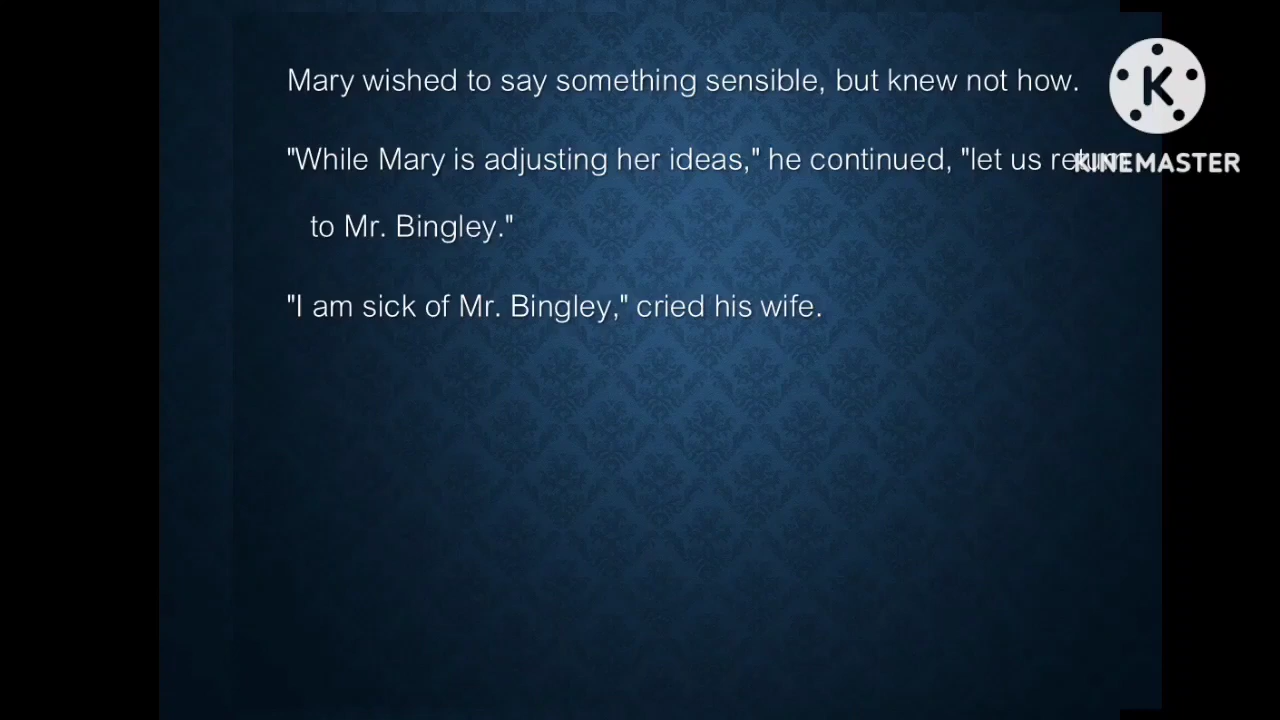 Mary wished to say something sensible, but knew not how.
"While Mary is adjusting her ideas," he continued, "let us return
to Mr. Bingley."
"I am sick of Mr. Bingley," cried his wife.
K
KINEMASTER